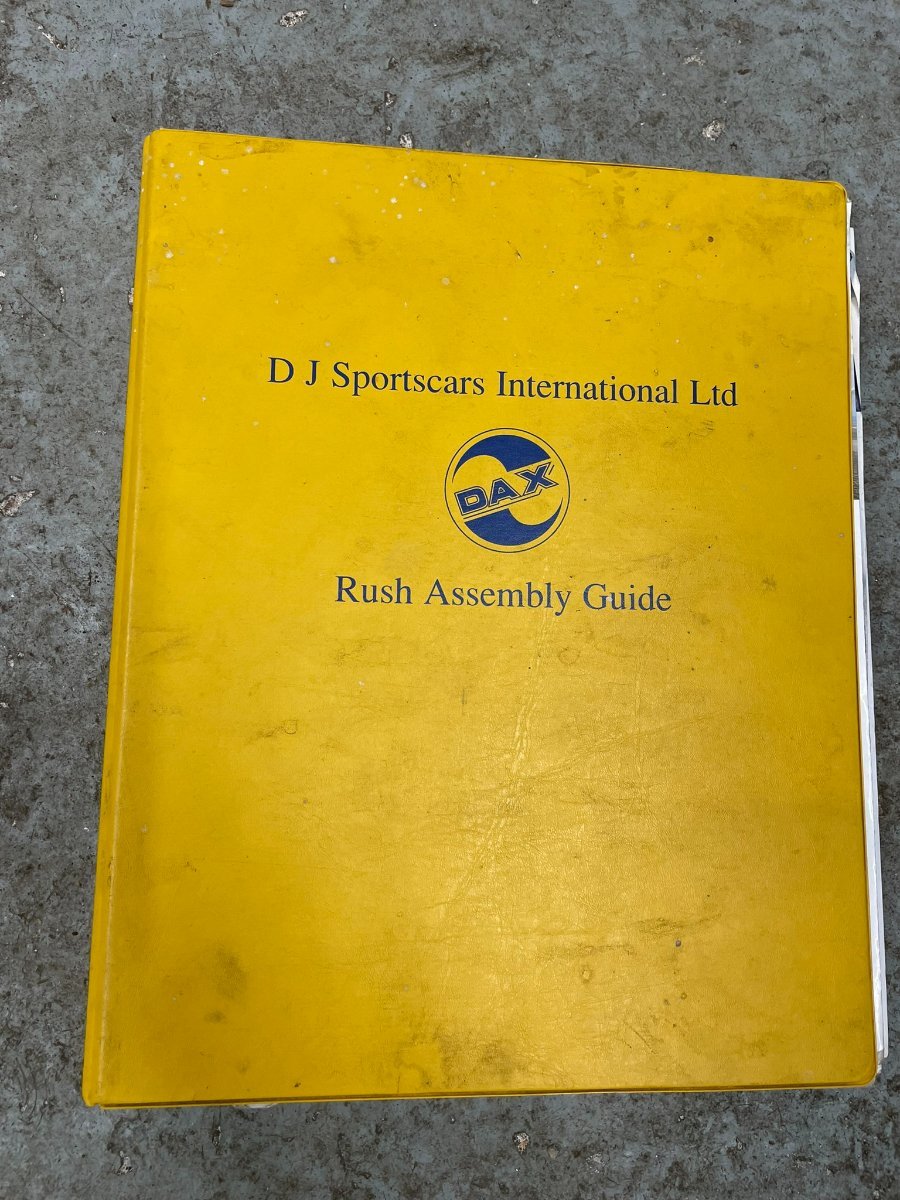 D J Sportscars International Ltd
DAX
Rush Assembly Guide